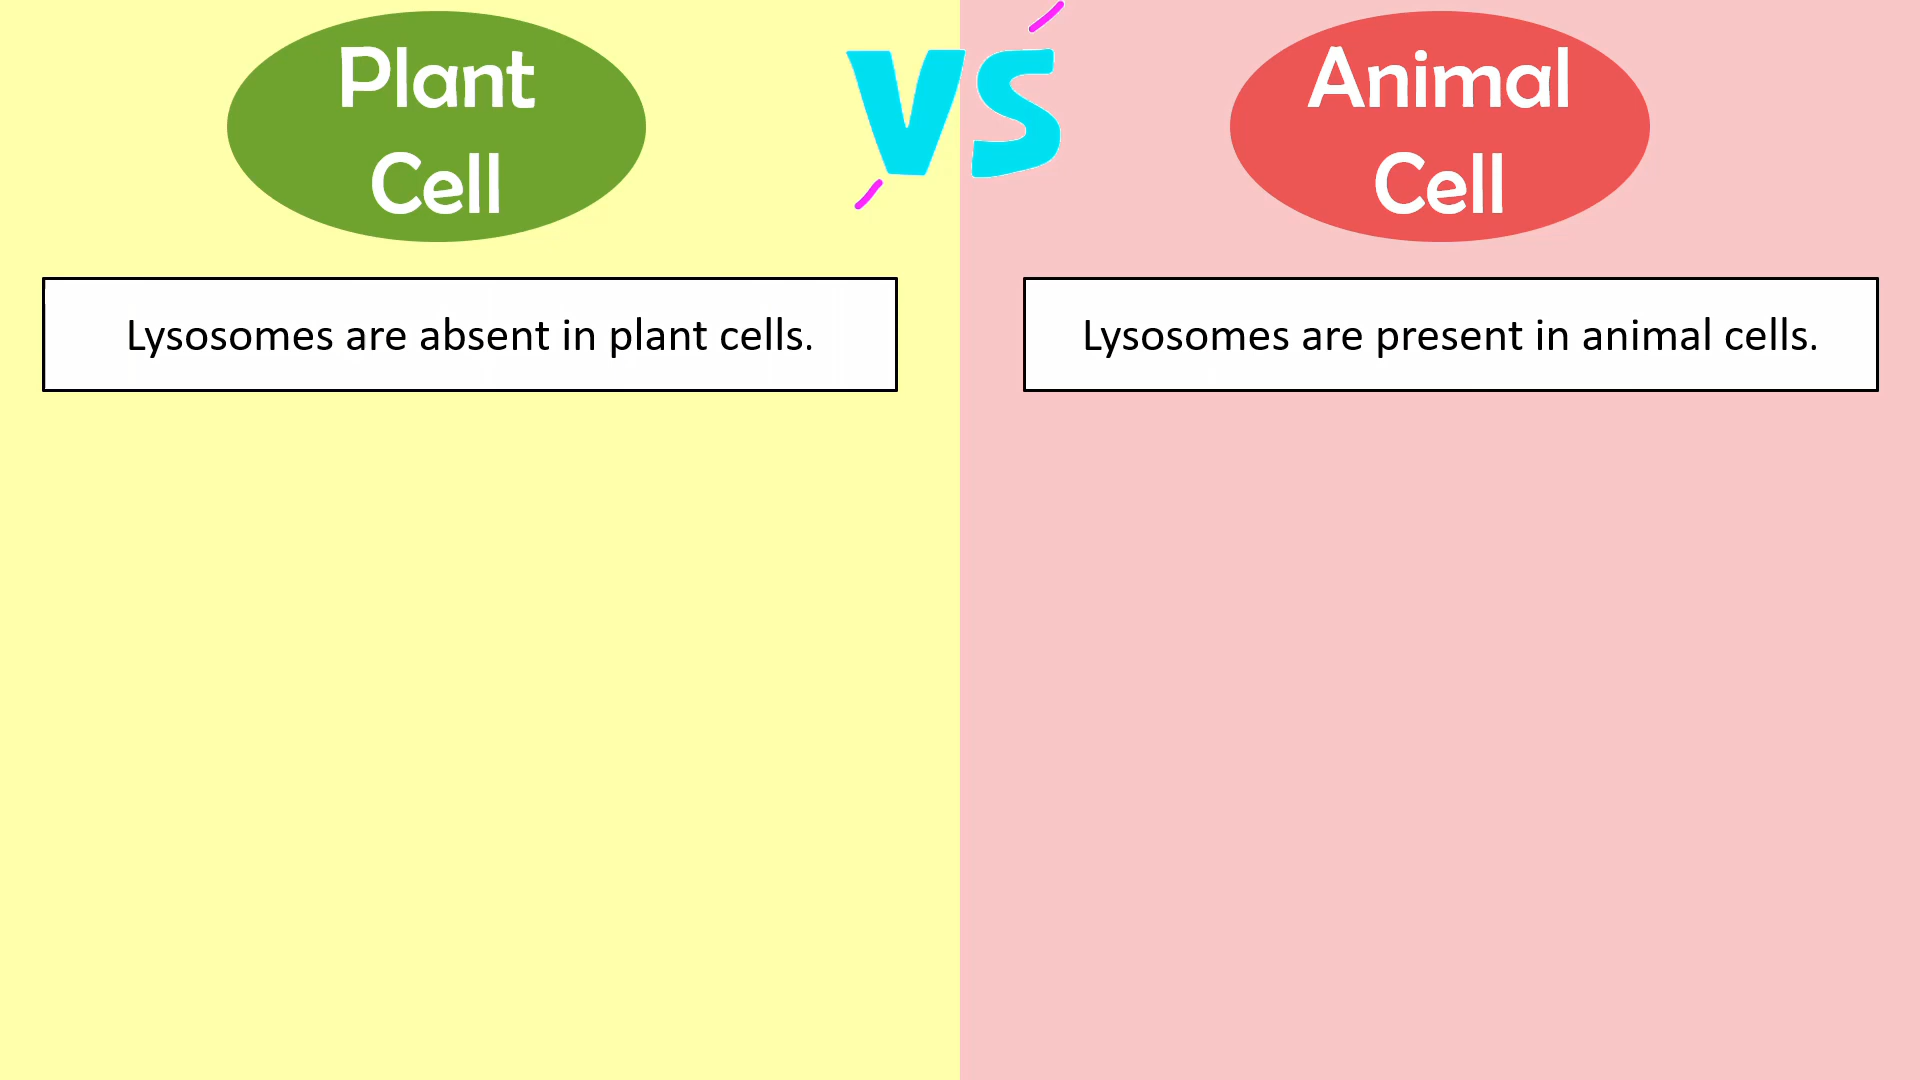 Plant
Cell
VS
Animal
Cell
Lysosomes are absent in plant cells.
Lysosomes are present in animal cells.